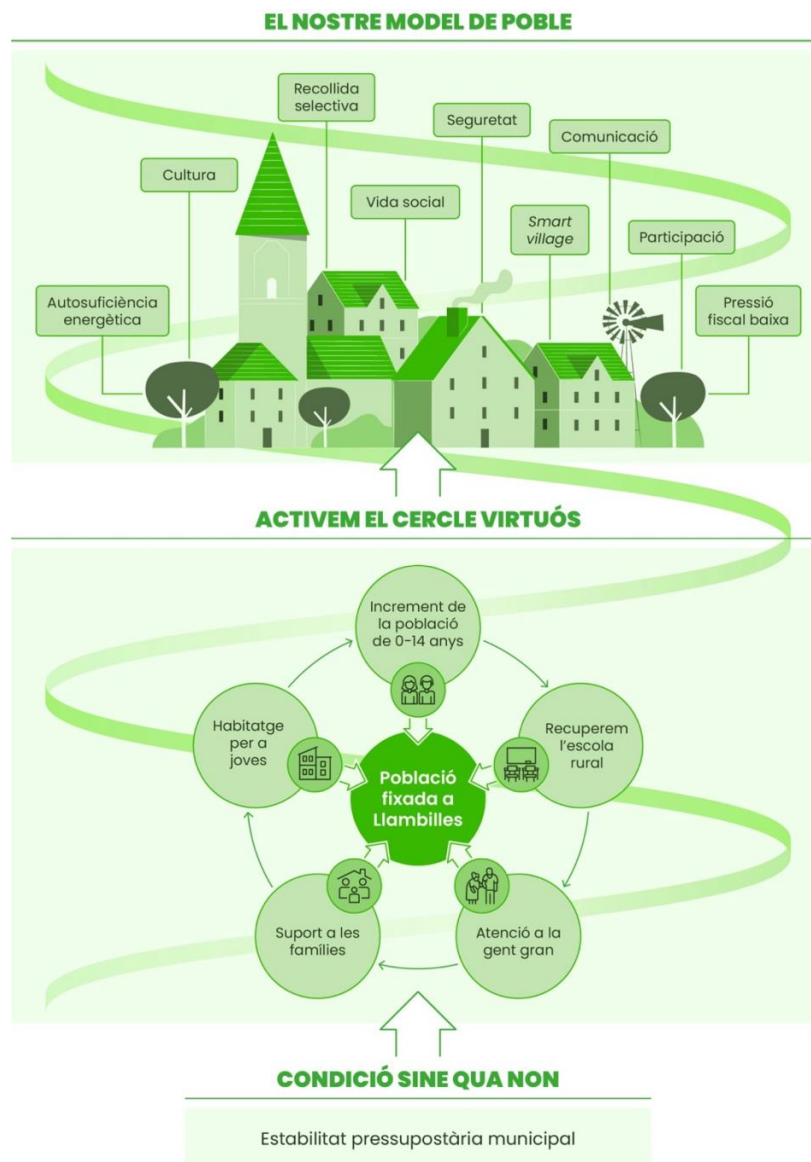 EL NOSTRE MODEL DE POBLE
Recollida
selectiva
Seguretat
Comunicació
Cultura
Vida social
Smart
village
Participació
Autosuficiència
energètica
Pressió
fiscal baixa
ACTIVEM EL CERCLE VIRTUÓS
Increment de
la població
de 0-14 anys
Habitatge
per a
joves
Recuperem
l'escola
rural
Població
fixada a
Llambilles
Suport a les
famílies
Atenció a la
gent gran
CONDICIÓ SINE QUA NON
Estabilitat pressupostària municipal